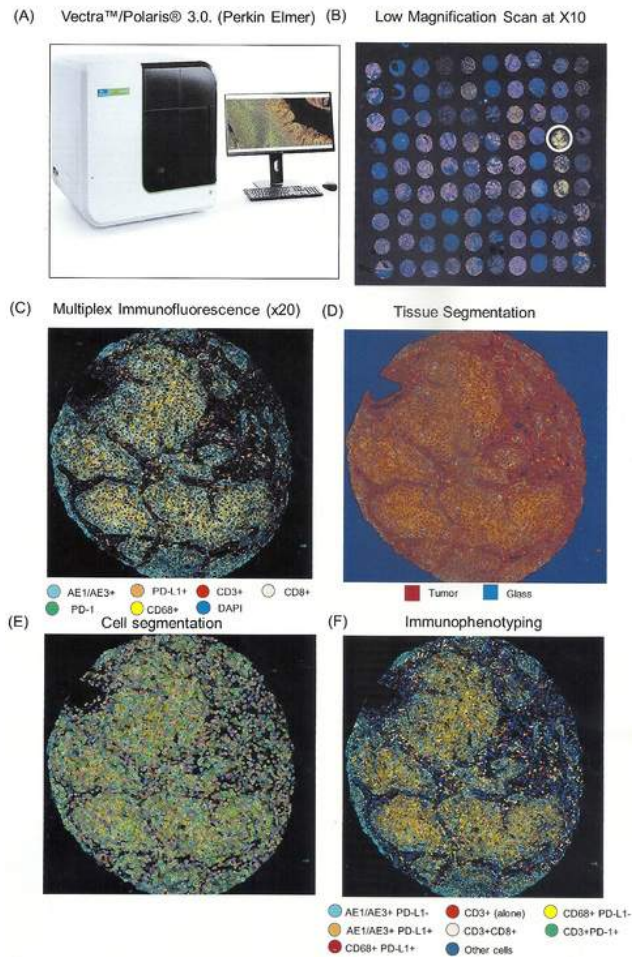 (A) Vectra™/Polaris® 3.0. (Perkin Elmer)
(B) Low Magnification Scan at X10
(C) Multiplex Immunofluorescence (x20)
(D) Tissue Segmentation
AE1/AE3+ PD-L1+ CD3+ CD8+
PD-1 CD68+ DAPI
Tumor Glass
(E) Cell segmentation
(F) Immunophenotyping
AE1/AE3+ PD-L1- CD3+ (alone) CD68+ PD-L1-
AE1/AE3+ PD-L1+ CD3+CD8+ CD3+PD-1+
CD68+ PD-L1+ Other cells